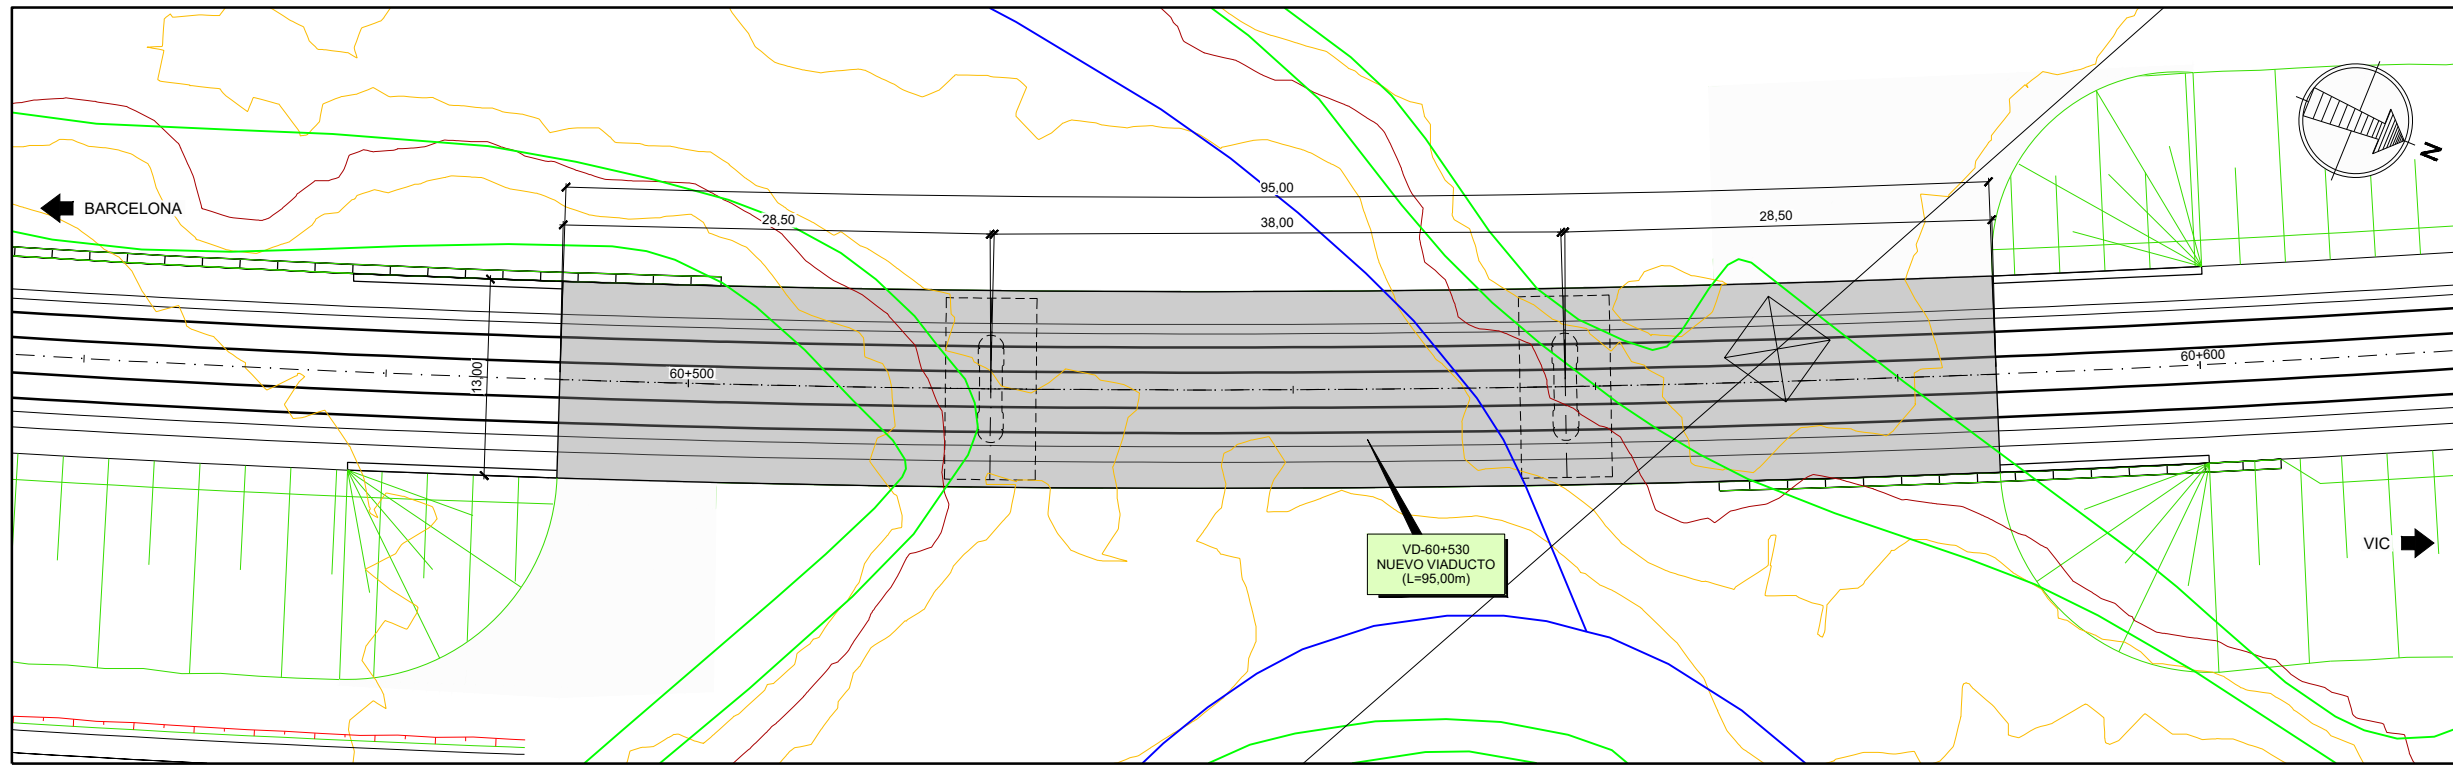 95,00
28,50
38,00
28,50
N
BARCELONA
13,00
60+500
60+600
VIC
VD-60+530
NUEVO VIADUCTO
(L=95,00m)